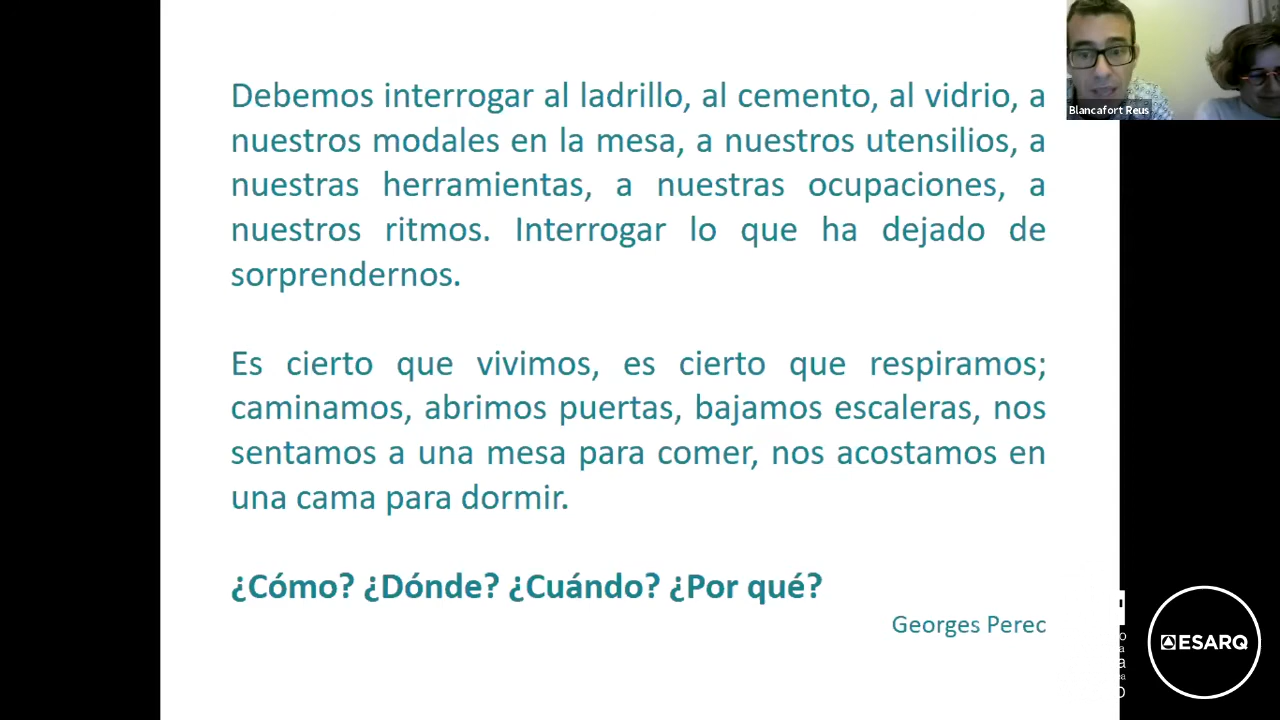 Debemos interrogar al ladrillo, al cemento, al vidrio, a
nuestros modales en la mesa, a nuestros utensilios, a
nuestras herramientas, a nuestras ocupaciones, a
nuestros ritmos. Interrogar lo que ha dejado de
sorprendernos.
Es cierto que vivimos, es cierto que respiramos;
caminamos, abrimos puertas, bajamos escaleras, nos
sentamos a una mesa para comer, nos acostamos en
una cama para dormir.
¿Cómo? ¿Dónde? ¿Cuándo? ¿Por qué?
Georges Perec
Blancafort Reus
ESARQ